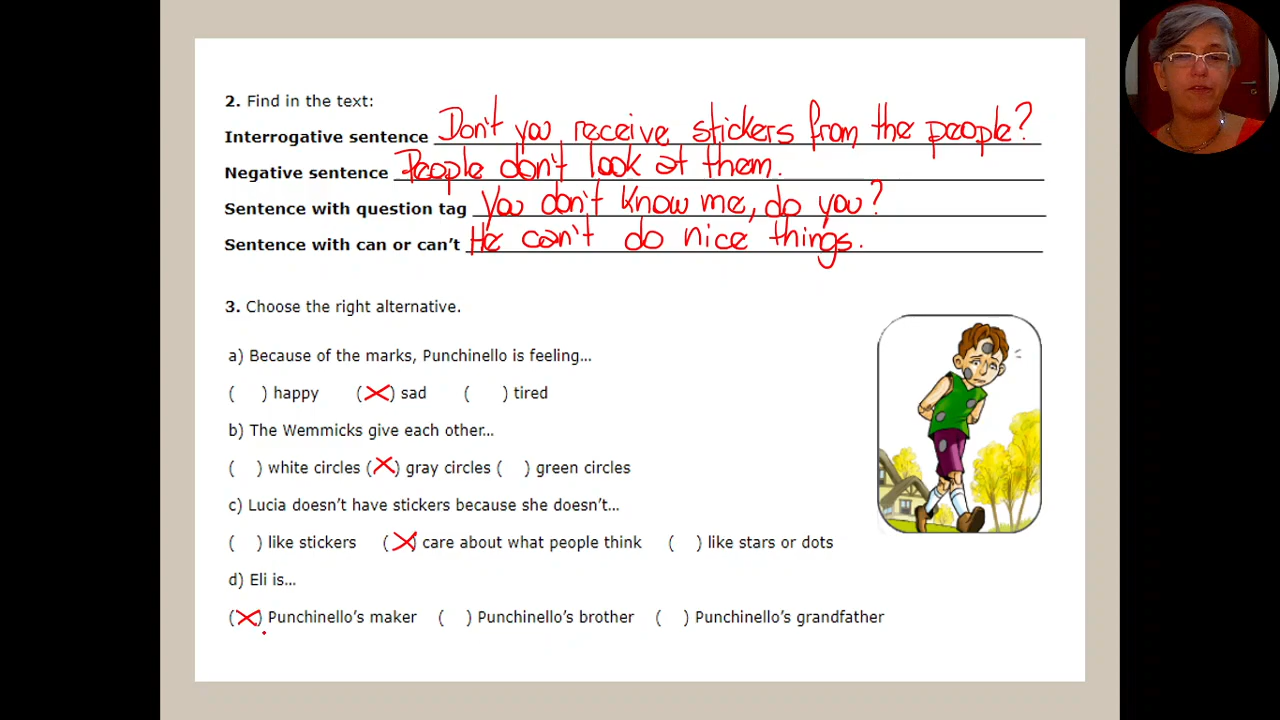 2. Find in the text:
Interrogative sentence Don't you receive stickers from the people?
Negative sentence People don't look at them.
Sentence with question tag You don't know me, do you?
Sentence with can or can't He can't do nice things.
3. Choose the right alternative.
a) Because of the marks, Punchinello is feeling...
( ) happy (X) sad ( ) tired
b) The Wemmicks give each other...
( ) white circles (X) gray circles ( ) green circles
c) Lucia doesn't have stickers because she doesn't...
( ) like stickers (X) care about what people think ( ) like stars or dots
d) Eli is...
(X) Punchinello's maker ( ) Punchinello's brother ( ) Punchinello's grandfather